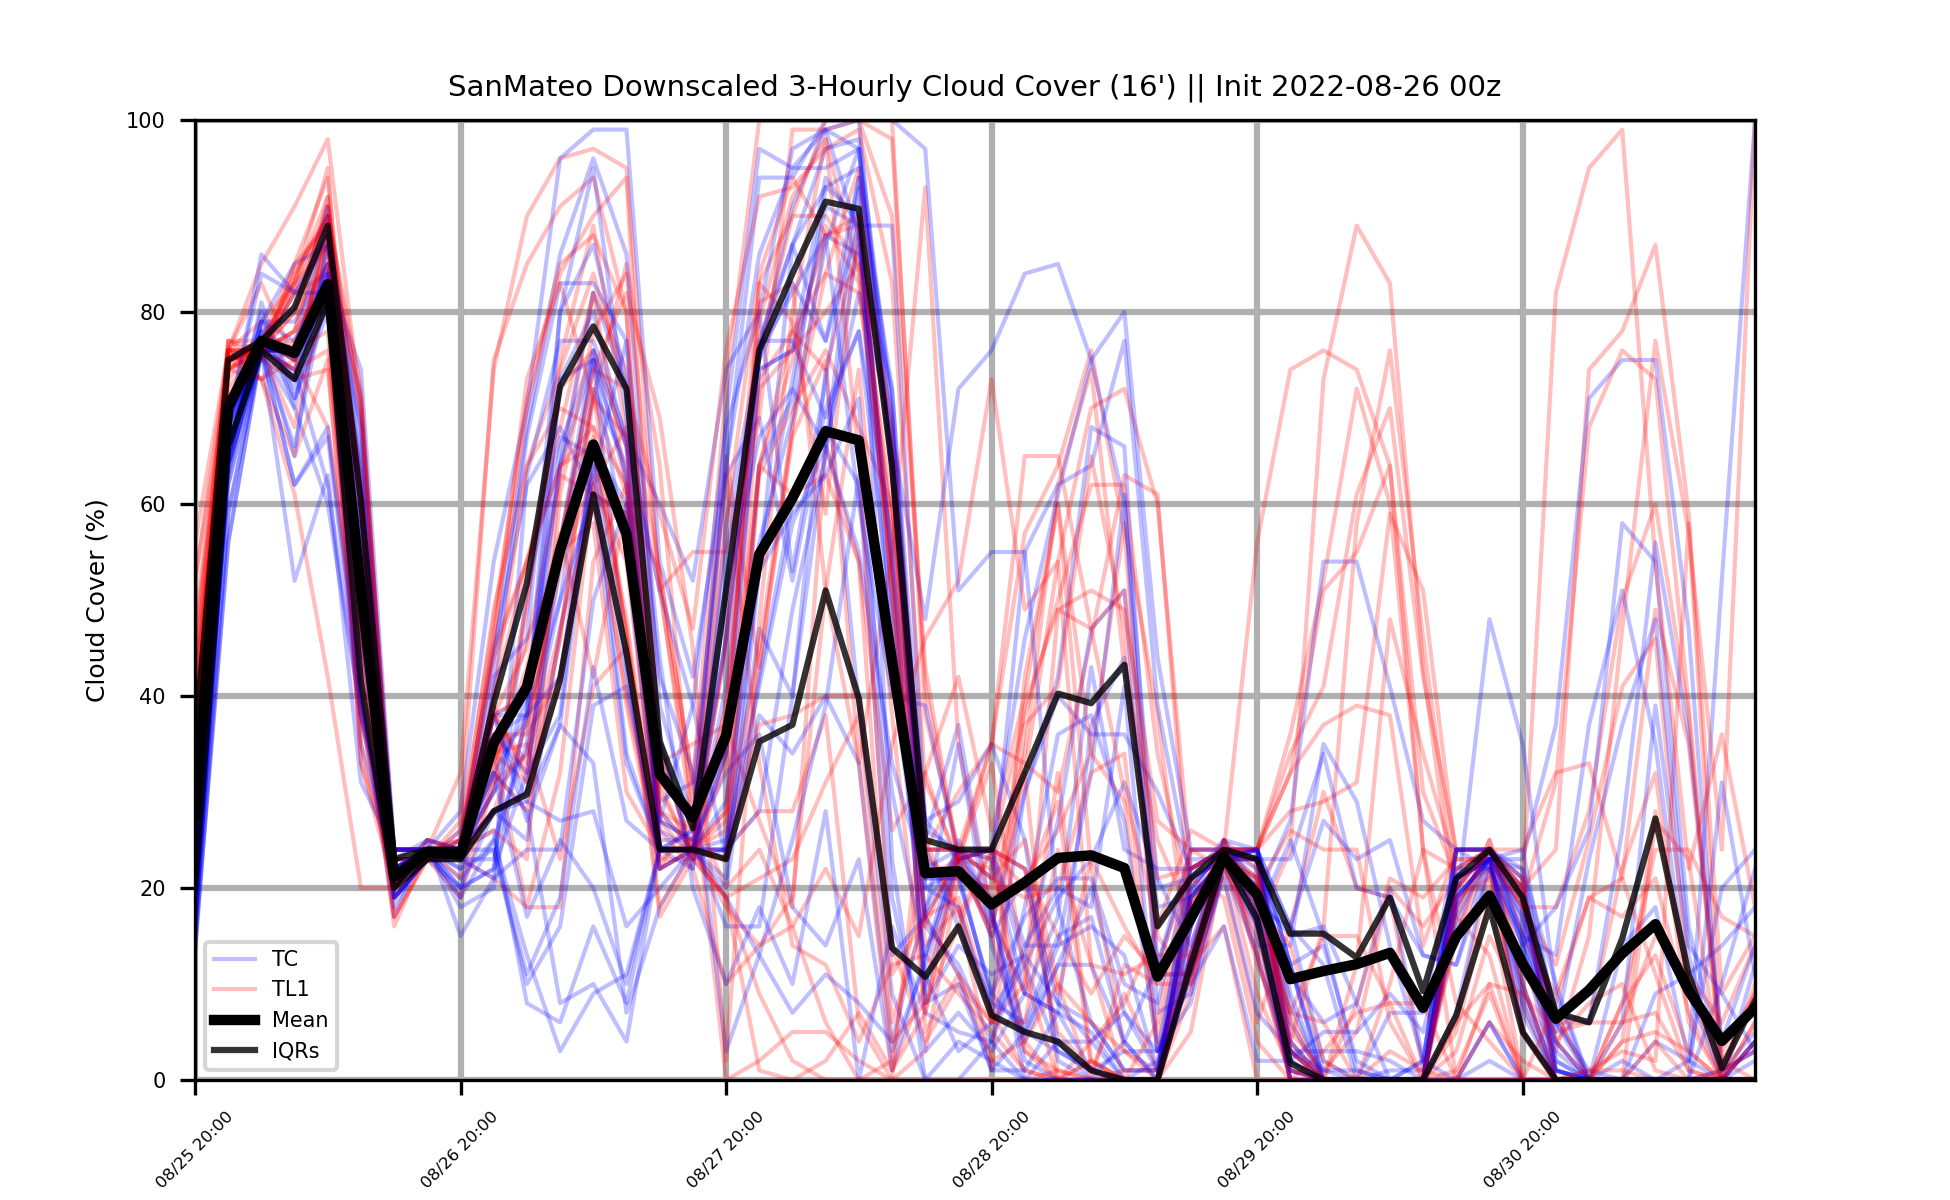 SanMateo Downscaled 3-Hourly Cloud Cover (16') || Init 2022-08-26 00z
Cloud Cover (%)
100
80
60
40
20
0
TC
TL1
Mean
IQRs
08/25 20:00
08/26 20:00
08/27 20:00
08/28 20:00
08/29 20:00
08/30 20:00